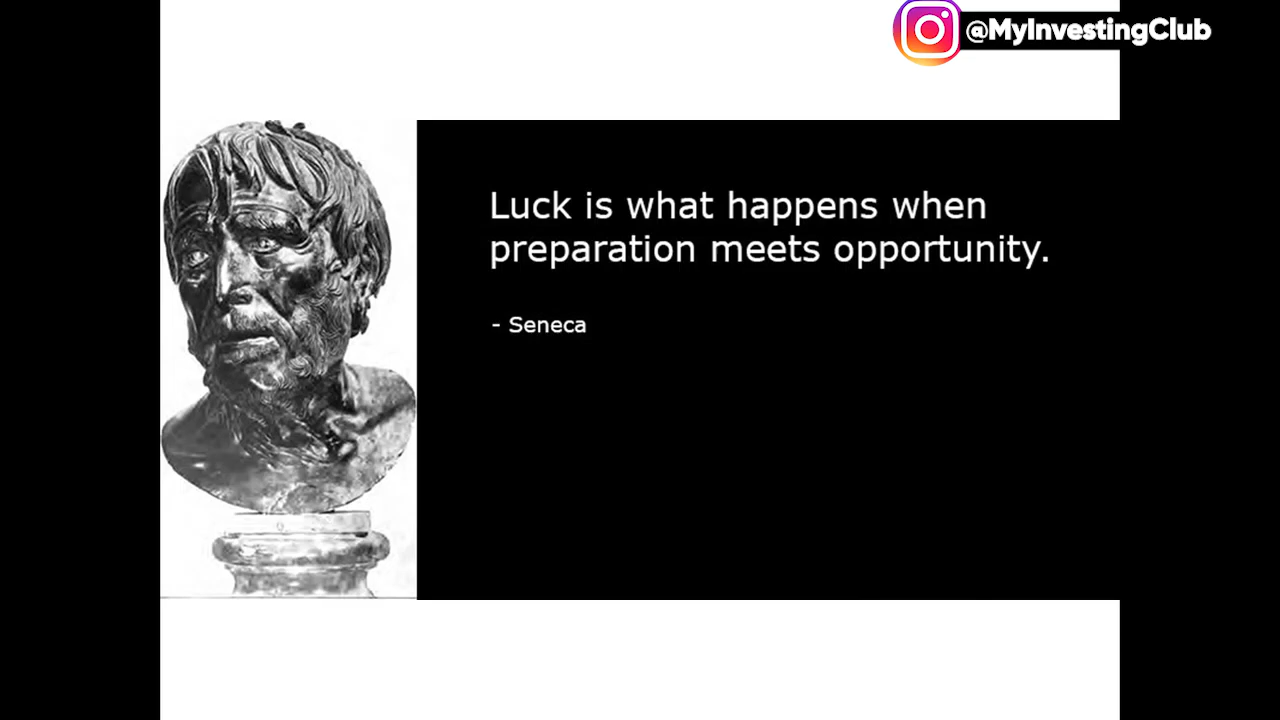 @MyInvestingClub
Luck is what happens when
preparation meets opportunity.
- Seneca